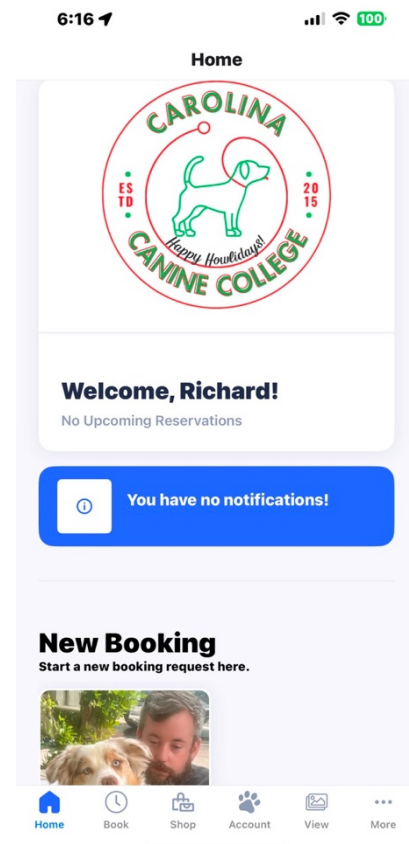 6:16
100
Home
CAROLINA
ES
TD
20
15
Happy Howlidays!
CANINE COLLEGE
Welcome, Richard!
No Upcoming Reservations
You have no notifications!
New Booking
Start a new booking request here.
Home Book Shop Account View More